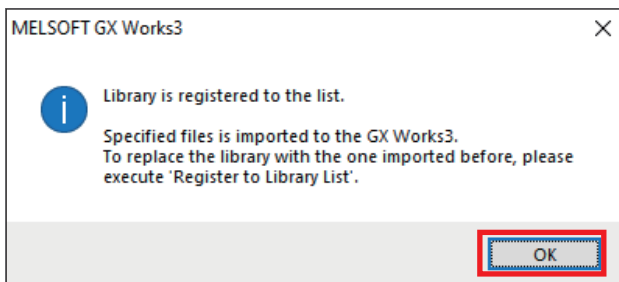 MELSOFT GX Works3
Library is registered to the list.
Specified files is imported to the GX Works3.
To replace the library with the one imported before, please
execute 'Register to Library List'.
OK